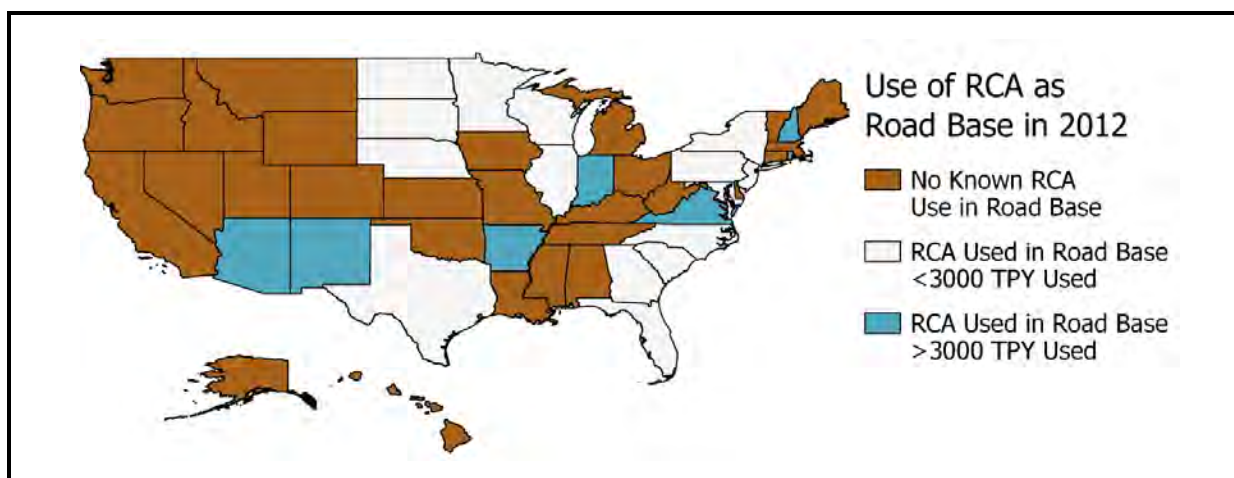 Use of RCA as
Road Base in 2012
No Known RCA
Use in Road Base
RCA Used in Road Base
<3000 TPY Used
RCA Used in Road Base
>3000 TPY Used